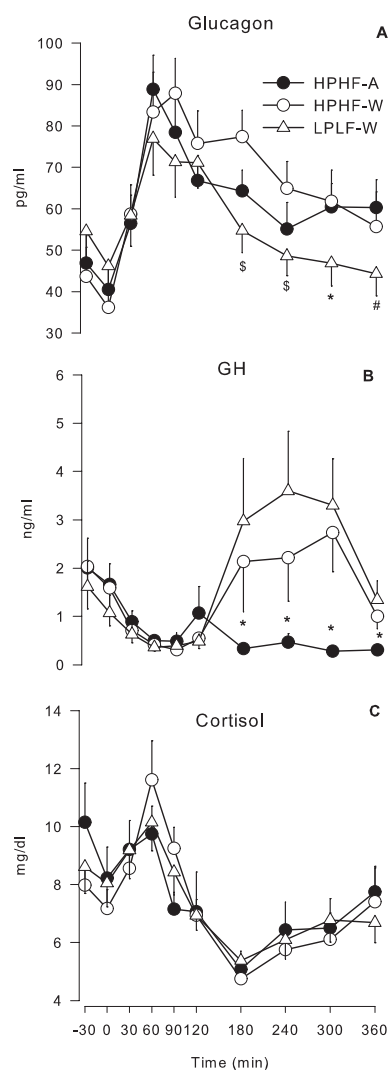 Glucagon
A
100
90
80
70
60
50
40
30
pg/ml
HPHF-A
HPHF-W
LPLF-W
$
$
*
#
B
GH
6
5
4
3
2
1
0
ng/ml
*
*
*
*
C
Cortisol
14
12
10
8
6
4
mg/dl
-30 0 30 60 90 120 180 240 300 360
Time (min)